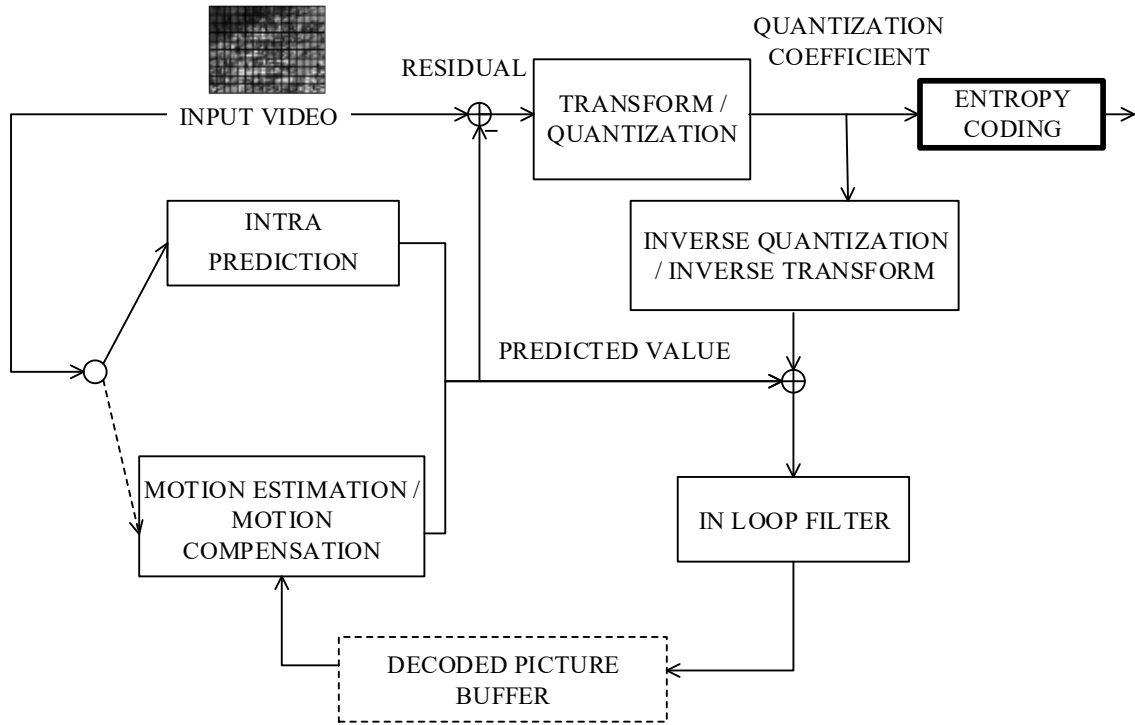 QUANTIZATION
COEFFICIENT
RESIDUAL
INPUT VIDEO
TRANSFORM /
QUANTIZATION
ENTROPY
CODING
–
INTRA
PREDICTION
INVERSE QUANTIZATION
/ INVERSE TRANSFORM
PREDICTED VALUE
MOTION ESTIMATION /
MOTION
COMPENSATION
IN LOOP FILTER
DECODED PICTURE
BUFFER